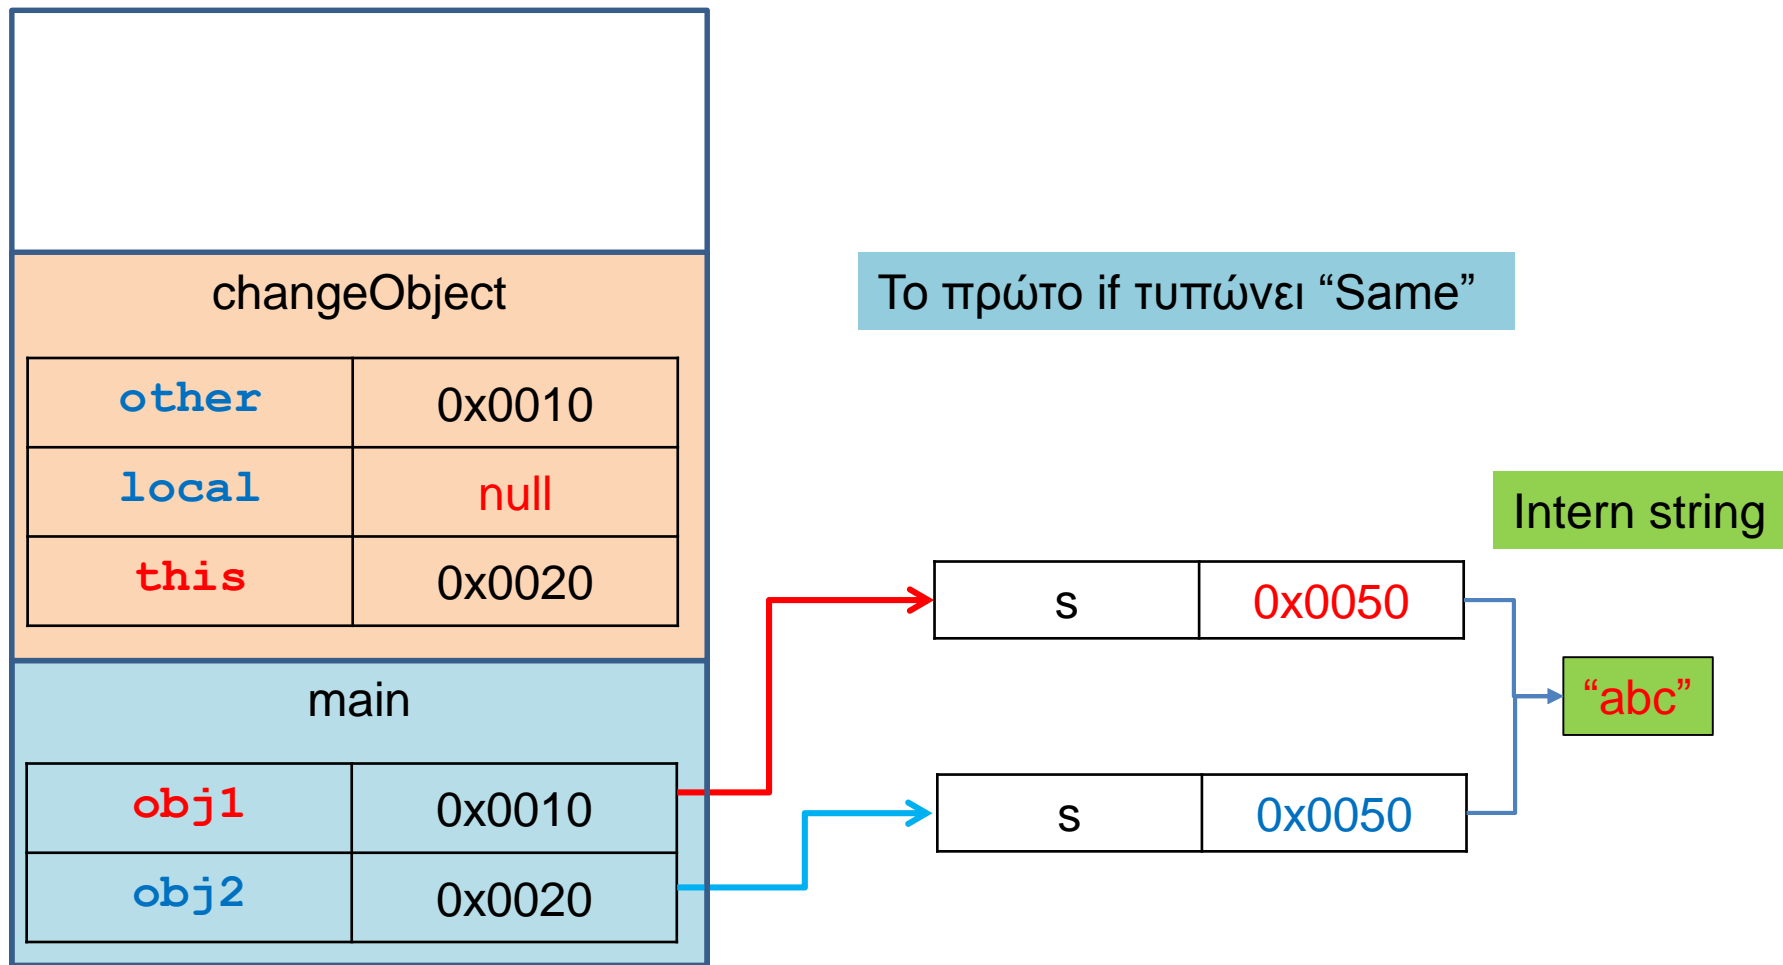 changeObject
Το πρώτο if τυπώνει “Same”
other 0x0010
local null
this 0x0020
Intern string
s 0x0050
“abc”
main
obj1 0x0010
s 0x0050
obj2 0x0020